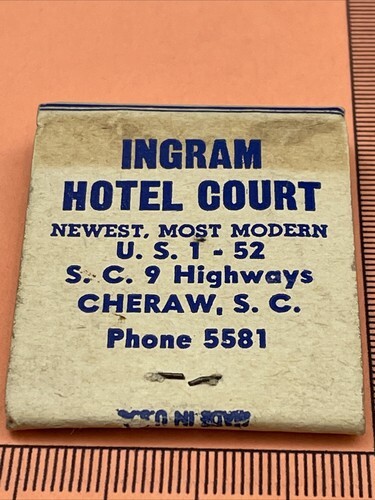 INGRAM
HOTEL COURT
NEWEST, MOST MODERN
U. S. 1 - 52
S. C. 9 Highways
CHERAW, S. C.
Phone 5581
MADE IN U.S.A.